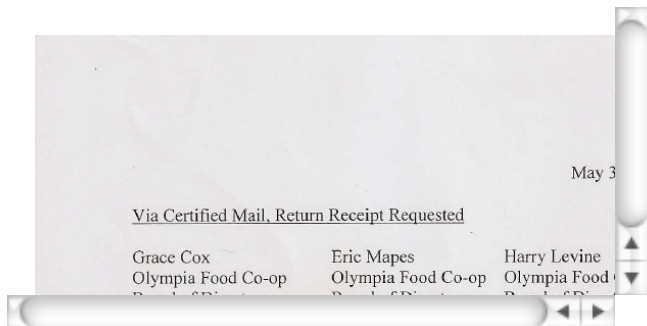 May 3
Via Certified Mail, Return Receipt Requested
Grace Cox Eric Mapes Harry Levine
Olympia Food Co-op Olympia Food Co-op Olympia Food